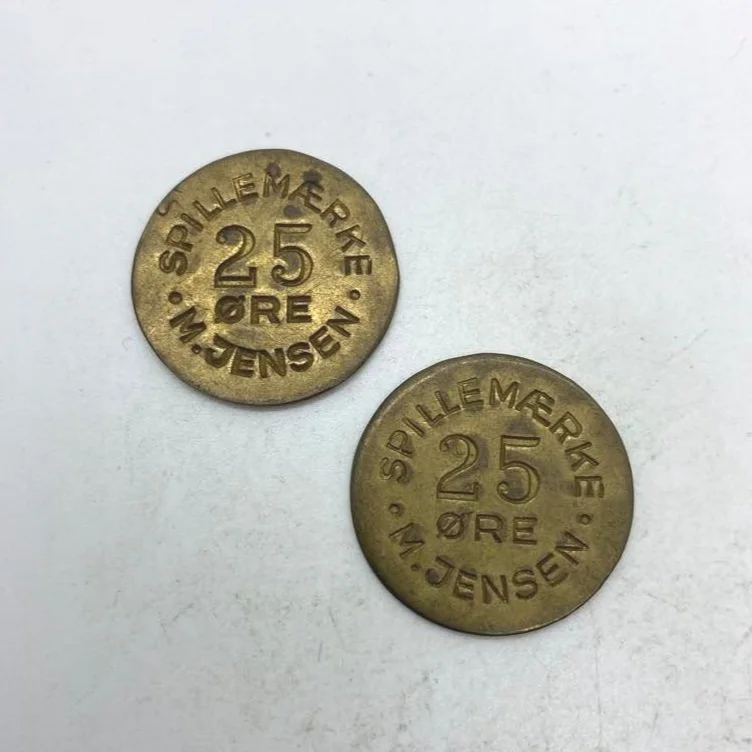 SPILLEMÆRKE
25
ØRE
• M. JENSEN •
SPILLEMÆRKE
25
ØRE
• M. JENSEN •